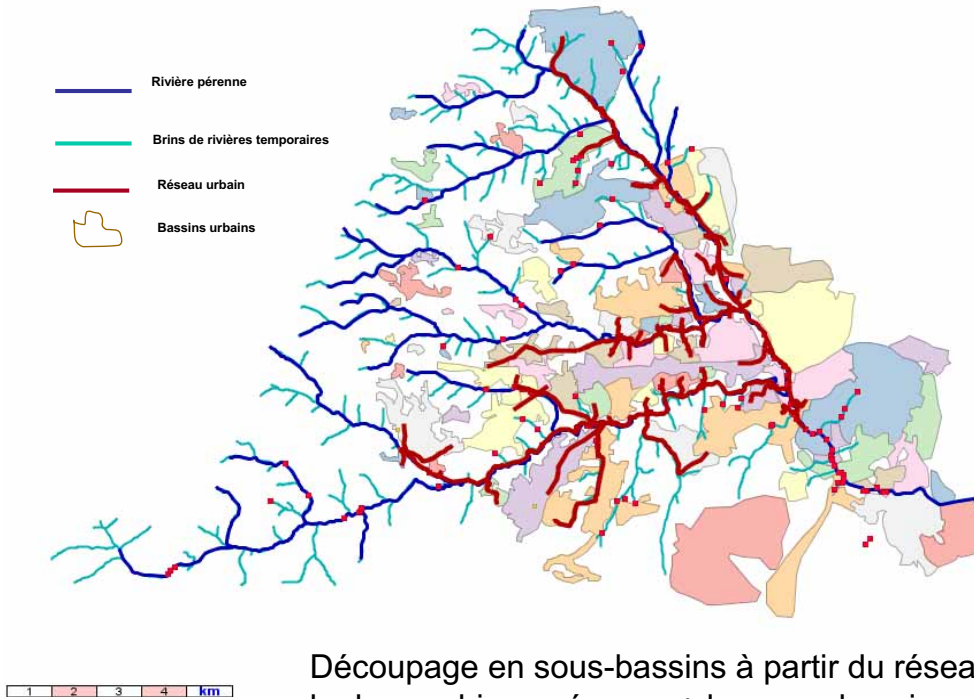 Rivière pérenne
Brins de rivières temporaires
Réseau urbain
Bassins urbains
Découpage en sous-bassins à partir du résea
1 2 3 4 km